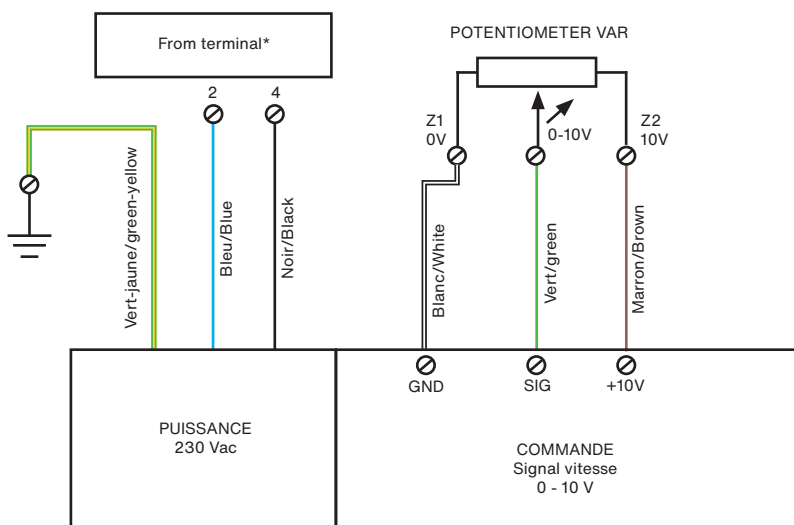 From terminal*
POTENTIOMETER VAR
2
4
Z1
0V
0-10V
Z2
10V
Vert-jaune/green-yellow
Bleu/Blue
Noir/Black
Blanc/White
Vert/green
Marron/Brown
GND
SIG
+10V
PUISSANCE
230 Vac
COMMANDE
Signal vitesse
0 - 10 V